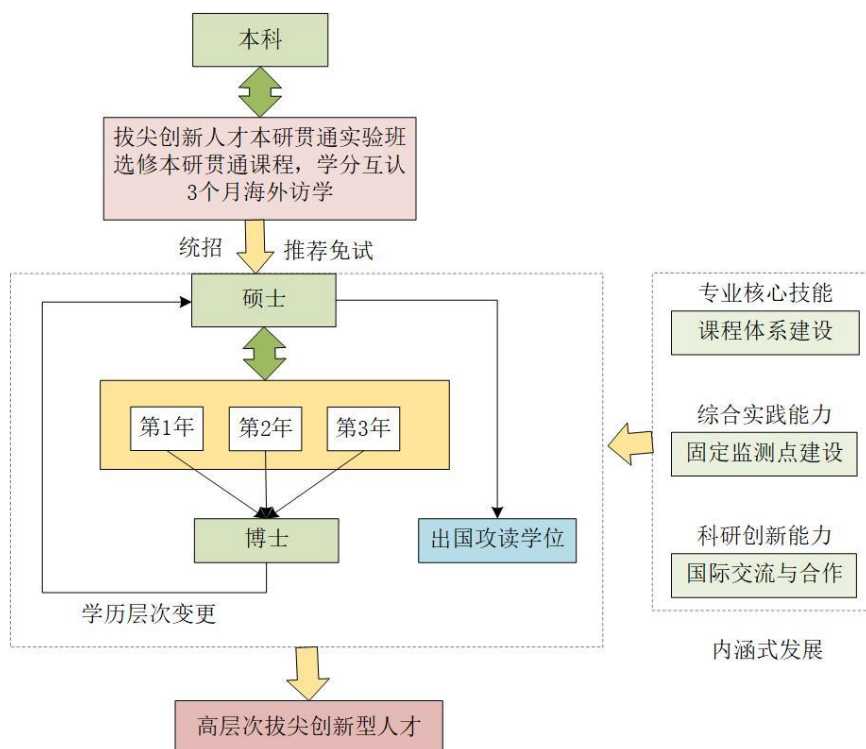 本科
拔尖创新人才本研贯通实验班
选修本研贯通课程，学分互认
3个月海外访学
统招
推荐免试
硕士
第1年
第2年
第3年
博士
出国攻读学位
学历层次变更
专业核心技能
课程体系建设
综合实践能力
固定监测点建设
科研创新能力
国际交流与合作
内涵式发展
高层次拔尖创新型人才